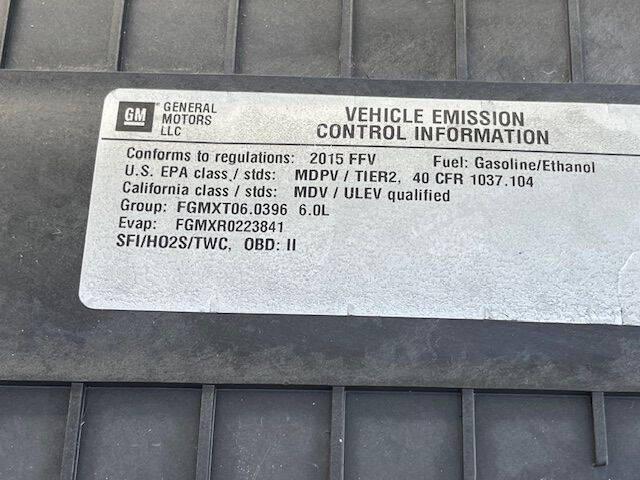 GM GENERAL
MOTORS
LLC
VEHICLE EMISSION
CONTROL INFORMATION
Conforms to regulations: 2015 FFV Fuel: Gasoline/Ethanol
U.S. EPA class / stds: MDPV / TIER2, 40 CFR 1037.104
California class / stds: MDV / ULEV qualified
Group: FGMXT06.0396 6.0L
Evap: FGMXR0223841
SFI/HO2S/TWC, OBD: II